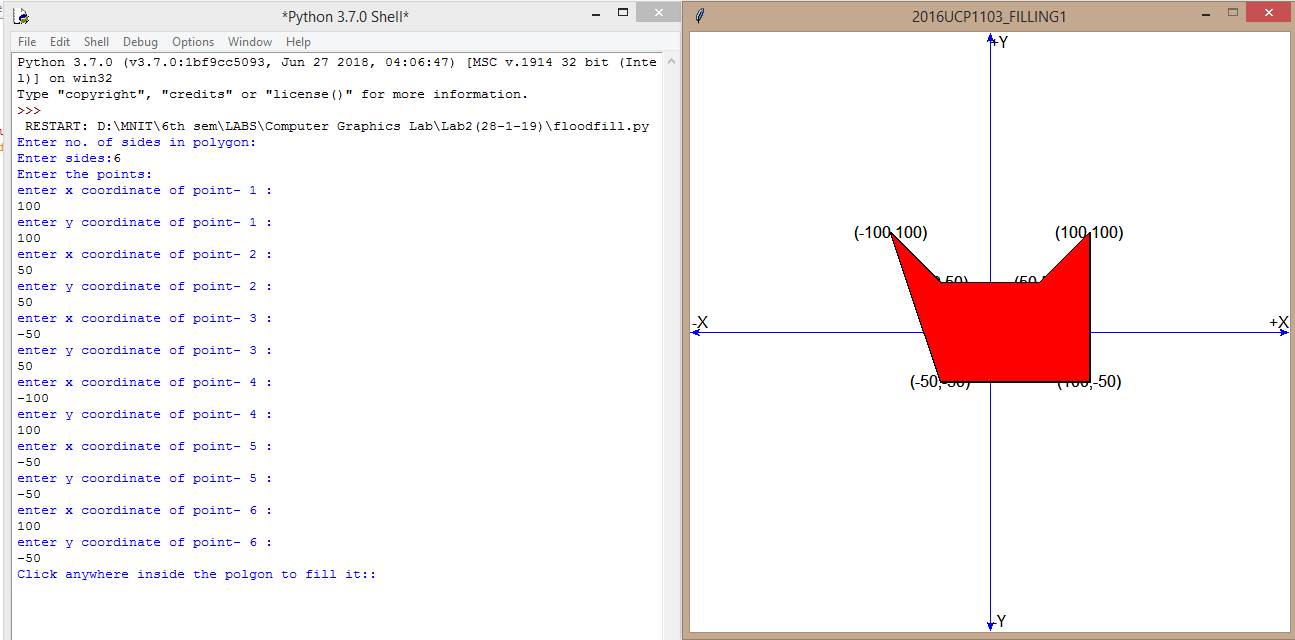 *Python 3.7.0 Shell*
File Edit Shell Debug Options Window Help
Python 3.7.0 (v3.7.0:1bf9cc5093, Jun 27 2018, 04:06:47) [MSC v.1914 32 bit (Inte
l)] on win32
Type "copyright", "credits" or "license()" for more information.
>>>
RESTART: D:\MNIT\6th sem\LABS\Computer Graphics Lab\Lab2(28-1-19)\floodfill.py
Enter no. of sides in polygon:
Enter sides:6
Enter the points:
enter x coordinate of point- 1 :
100
enter y coordinate of point- 1 :
100
enter x coordinate of point- 2 :
50
enter y coordinate of point- 2 :
50
enter x coordinate of point- 3 :
-50
enter y coordinate of point- 3 :
50
enter x coordinate of point- 4 :
-100
enter y coordinate of point- 4 :
100
enter x coordinate of point- 5 :
-50
enter y coordinate of point- 5 :
-50
enter x coordinate of point- 6 :
100
enter y coordinate of point- 6 :
-50
Click anywhere inside the polgon to fill it::
2016UCP1103_FILLING1
+Y
(-100,100) (100,100)
-X +X
(-50,-50) (100,-50)
-Y